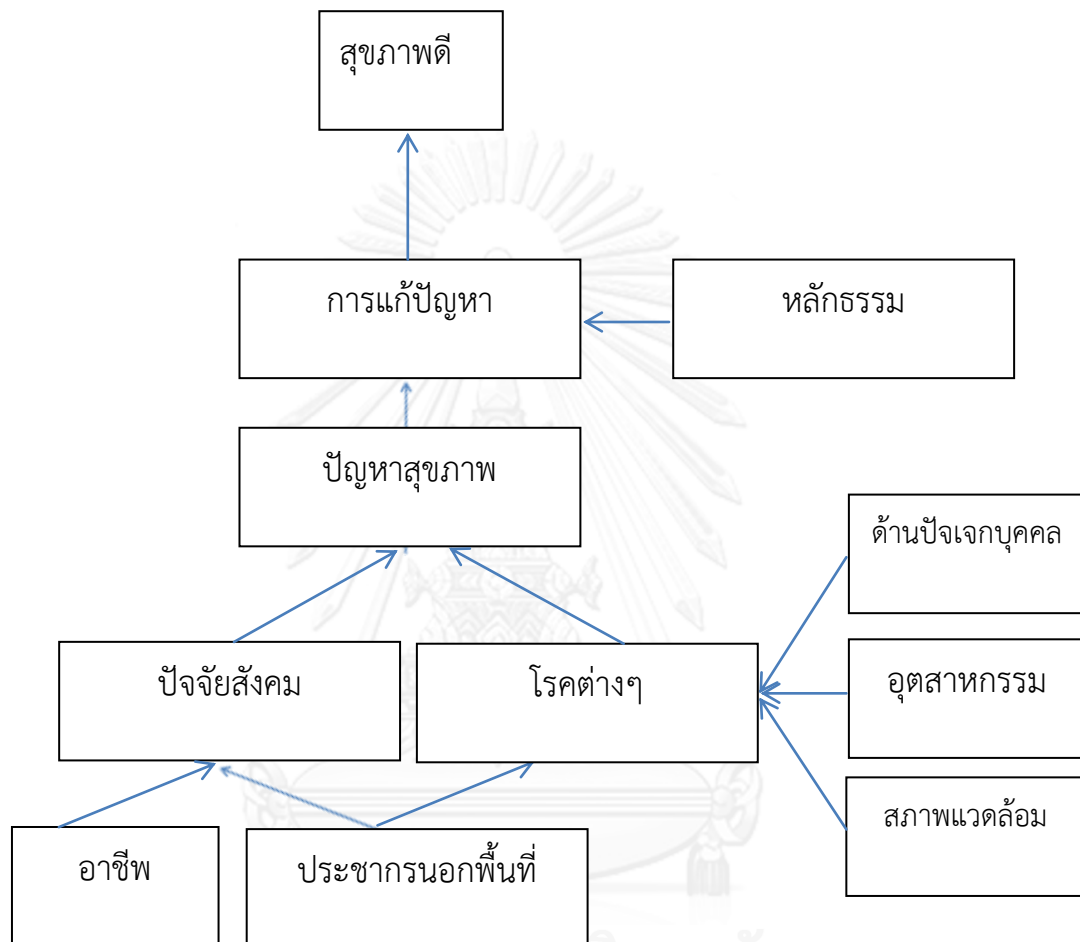 สุขภาพดี
การแก้ปัญหา
หลักธรรม
ปัญหาสุขภาพ
ด้านปัจเจกบุคคล
ปัจจัยสังคม
โรคต่างๆ
อุตสาหกรรม
สภาพแวดล้อม
อาชีพ
ประชากรนอกพื้นที่